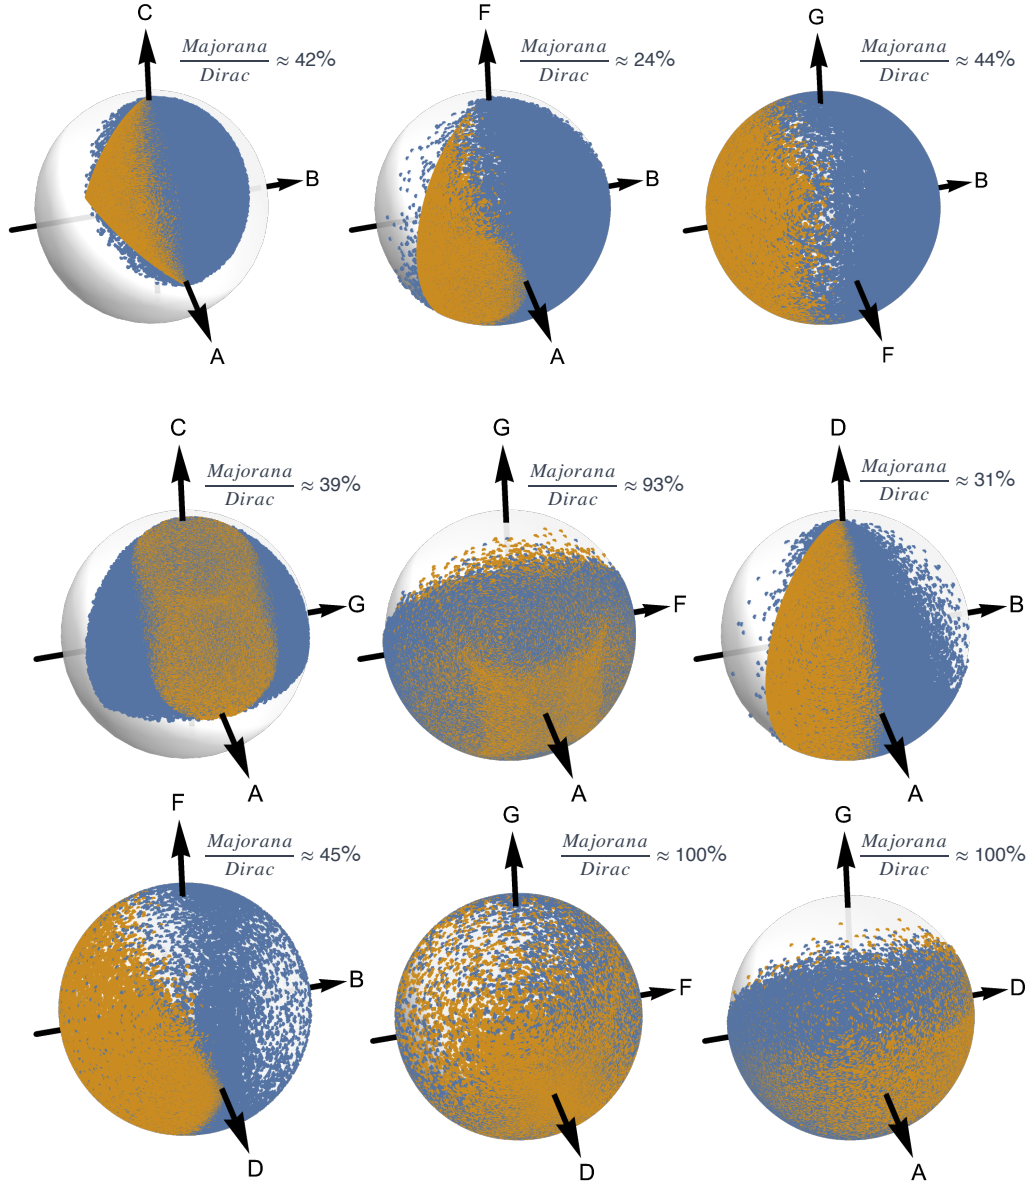 C
F
G
Majorana
Dirac
≈ 42%
Majorana
Dirac
≈ 24%
Majorana
Dirac
≈ 44%
B
B
B
A
A
F
C
G
D
Majorana
Dirac
≈ 39%
Majorana
Dirac
≈ 93%
Majorana
Dirac
≈ 31%
G
F
B
A
A
A
F
G
G
Majorana
Dirac
≈ 45%
Majorana
Dirac
≈ 100%
Majorana
Dirac
≈ 100%
B
F
D
D
D
A